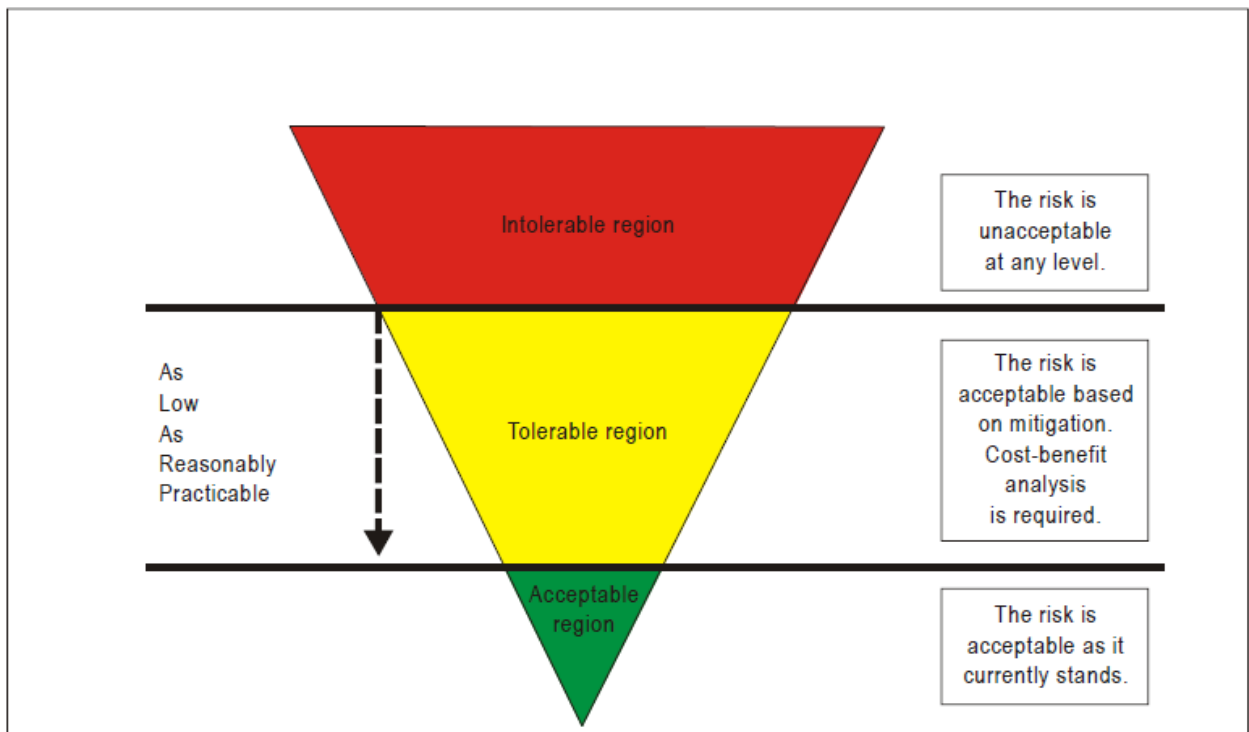 Intolerable region
The risk is
unacceptable
at any level.
As
Low
As
Reasonably
Practicable
Tolerable region
The risk is
acceptable based
on mitigation.
Cost-benefit
analysis
is required.
Acceptable
region
The risk is
acceptable as it
currently stands.